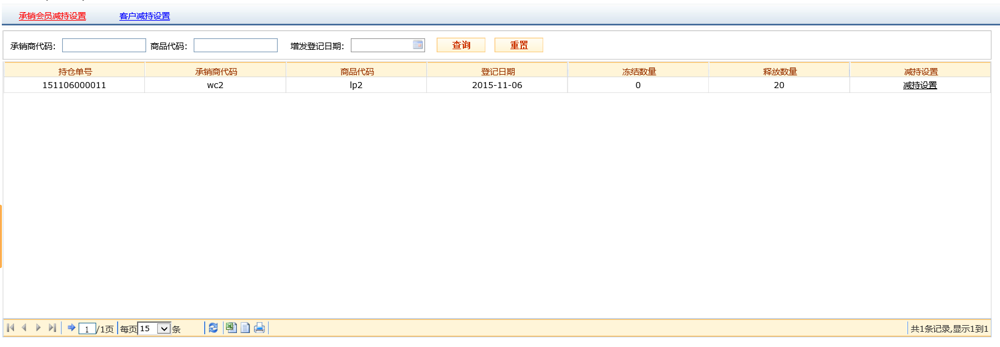 承销会员减持设置 客户减持设置
承销商代码: 商品代码: 增发登记日期: 查询 重置
持仓单号 承销商代码 商品代码 登记日期 冻结数量 释放数量 减持设置
151106000011 wc2 lp2 2015-11-06 0 20 减持设置
1 /1页 每页 15 条 共1条记录,显示1到1